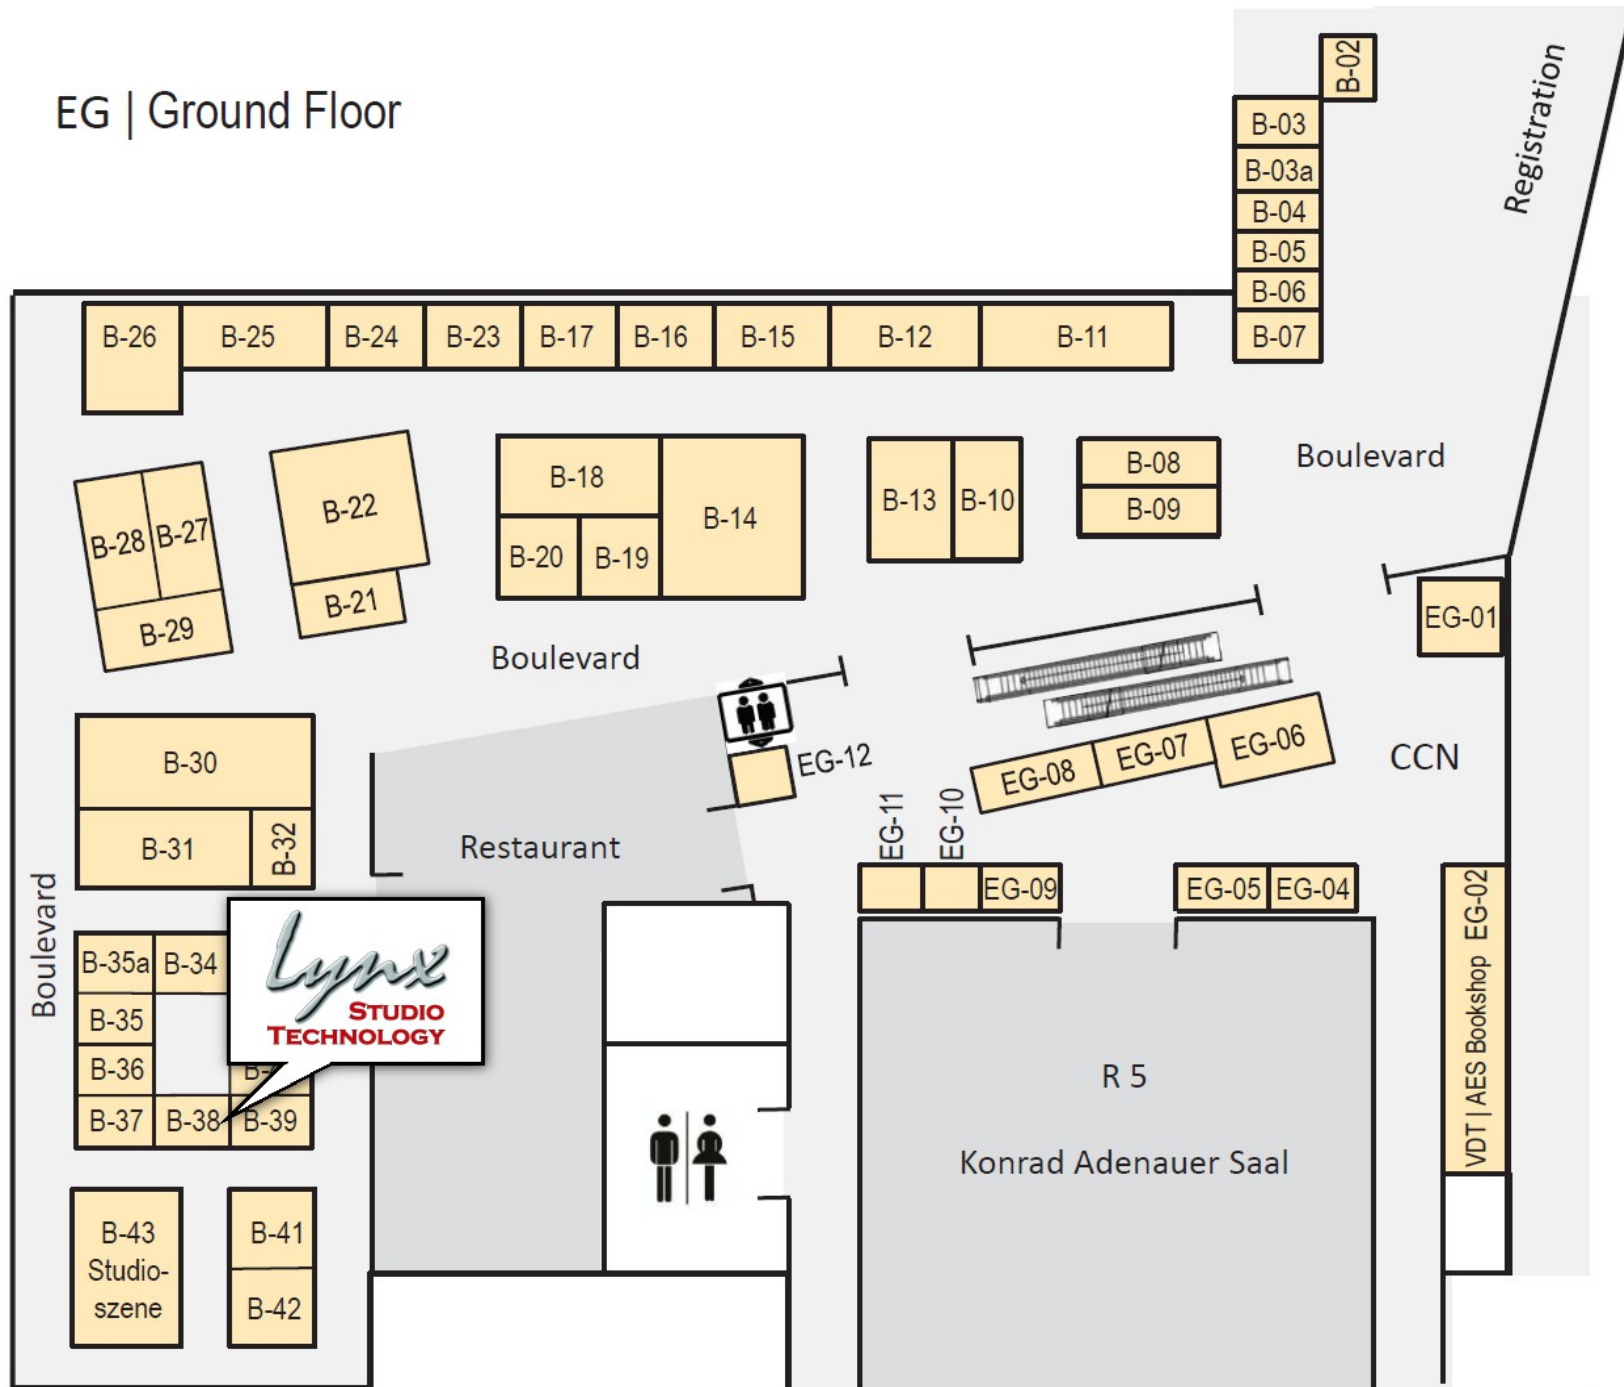 EG | Ground Floor
B-02
Registration
B-03
B-03a
B-04
B-05
B-06
B-07
B-26
B-25
B-24
B-23
B-17
B-16
B-15
B-12
B-11
B-28
B-27
B-29
B-22
B-21
B-18
B-20
B-19
B-14
B-13
B-10
B-08
B-09
Boulevard
EG-01
Boulevard
EG-12
EG-08
EG-07
EG-06
CCN
B-30
B-31
B-32
Restaurant
EG-11
EG-10
EG-09
EG-05
EG-04
VDT | AES Bookshop EG-02
Boulevard
B-35a
B-34
B-35
B-36
B-37
B-38
B-39
Lynx
STUDIO
TECHNOLOGY
R 5
Konrad Adenauer Saal
B-43
Studio-
szene
B-41
B-42